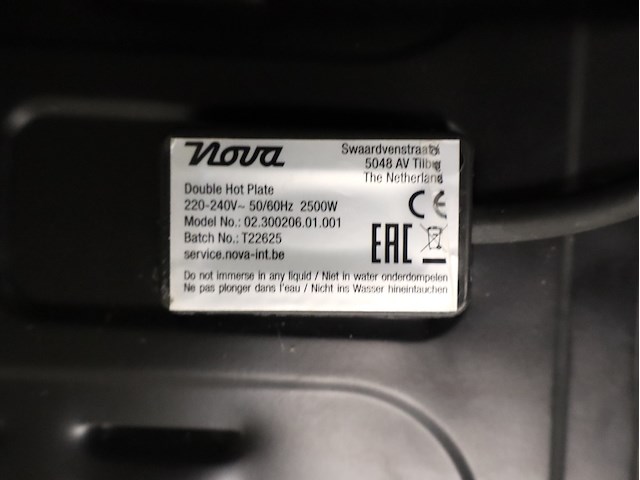 Nova
Swaardvenstraat
5048 AV
The Netherland
Double Hot Plate
220-240V~ 50/60Hz 2500W
Model No.: 02.300206.01.001
Batch No.: T22625
service.nova-int.be
CE
EAC
Do not immerse in any liquid / Niet in water onderdompelen
Ne pas plonger dans l'eau / Nicht ins Wasser hineintauchen